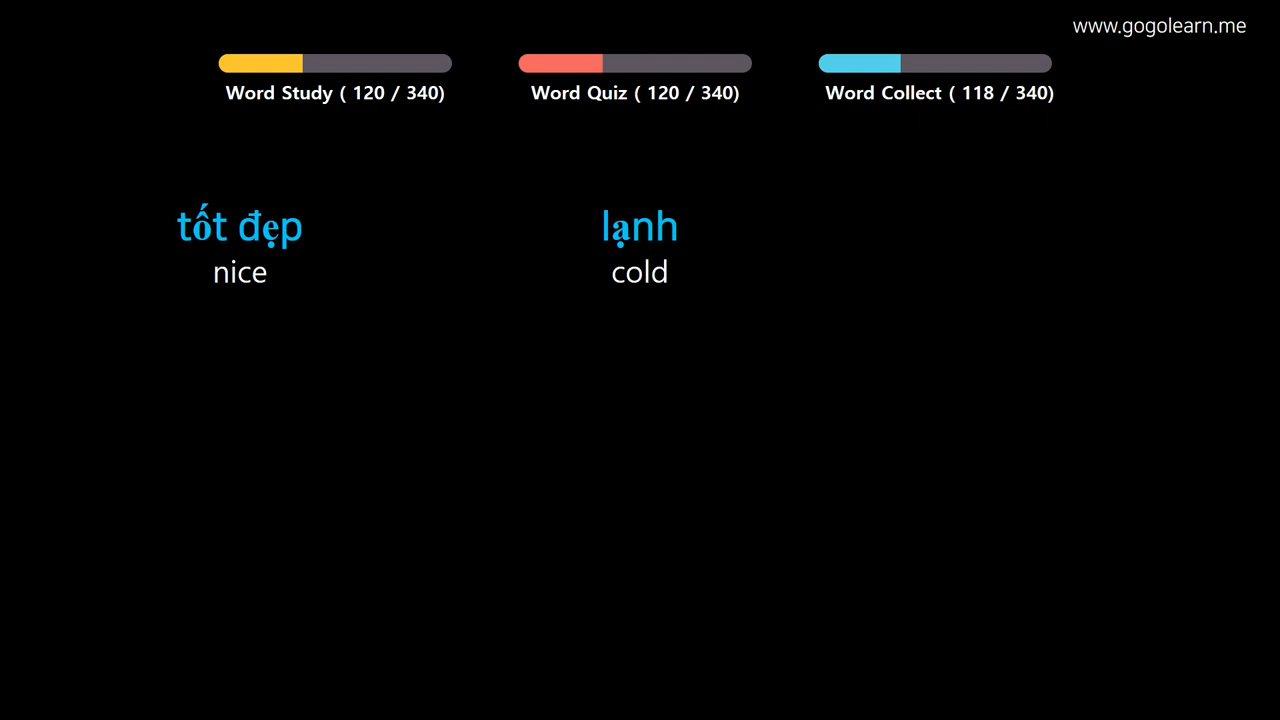 www.gogolearn.me
Word Study ( 120 / 340)
Word Quiz ( 120 / 340)
Word Collect ( 118 / 340)
tốt đẹp
nice
lạnh
cold